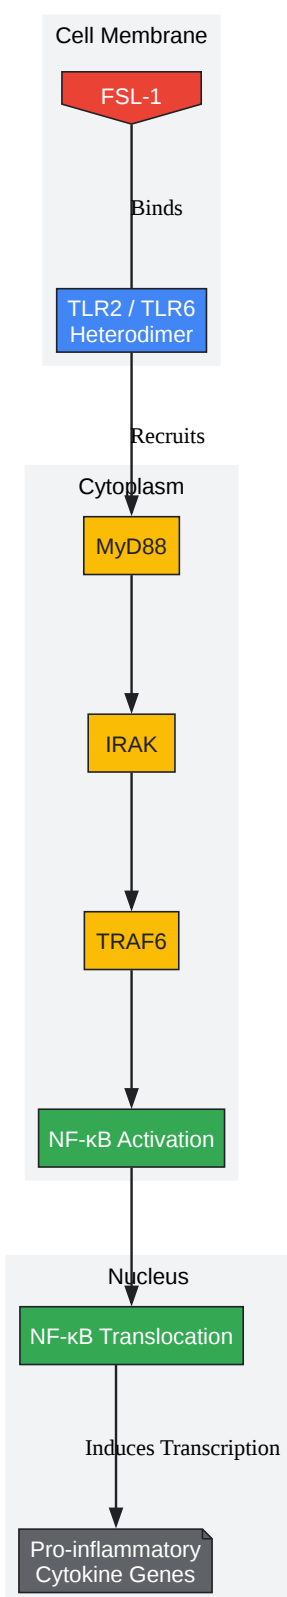 Cell Membrane
FSL-1
Binds
TLR2 / TLR6
Heterodimer
Recruits
Cytoplasm
MyD88
IRAK
TRAF6
NF-κB Activation
Nucleus
NF-κB Translocation
Induces Transcription
Pro-inflammatory
Cytokine Genes